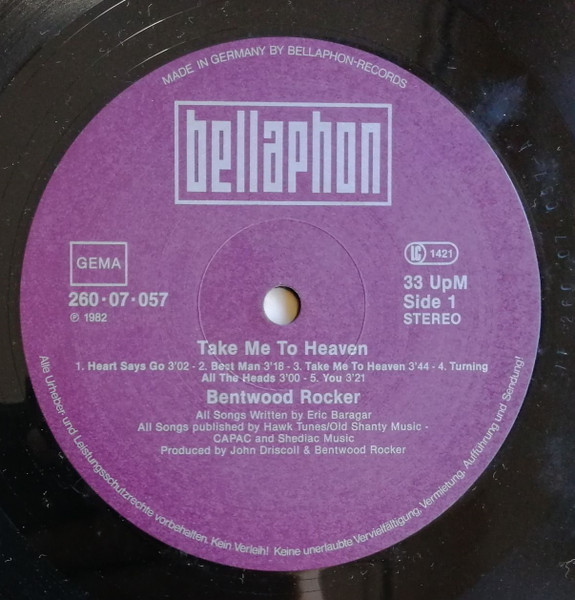 MADE IN GERMANY BY BELLAPHON-RECORDS
bellaphon
GEMA
LC 1421
260·07·057
℗ 1982
33 UpM
Side 1
STEREO
Take Me To Heaven
1. Heart Says Go 3'02 - 2. Best Man 3'18 - 3. Take Me To Heaven 3'44 - 4. Turning
All The Heads 3'00 - 5. You 3'21
Bentwood Rocker
All Songs Written by Eric Baragar
All Songs published by Hawk Tunes/Old Shanty Music -
CAPAC and Shediac Music
Produced by John Driscoll & Bentwood Rocker
Alle Urheber- und Leistungsschutzrechte vorbehalten. Kein Verleih! Keine unerlaubte Vervielfältigung, Vermietung, Aufführung und Sendung!